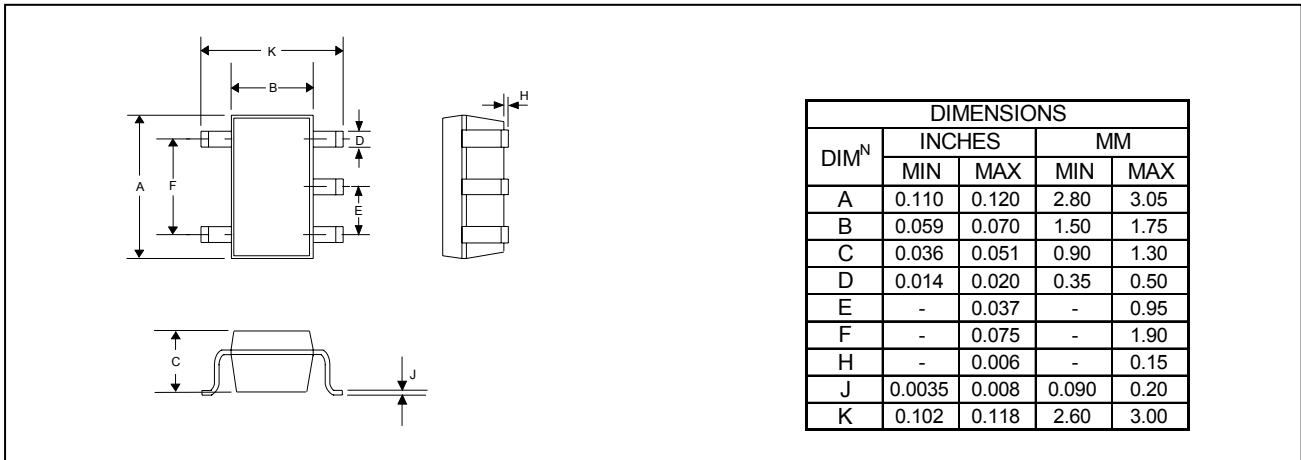 K
B
H
D
A
F
E
C
J
DIMENSIONS
DIMᴺ INCHES MM
MIN MAX MIN MAX
A 0.110 0.120 2.80 3.05
B 0.059 0.070 1.50 1.75
C 0.036 0.051 0.90 1.30
D 0.014 0.020 0.35 0.50
E - 0.037 - 0.95
F - 0.075 - 1.90
H - 0.006 - 0.15
J 0.0035 0.008 0.090 0.20
K 0.102 0.118 2.60 3.00